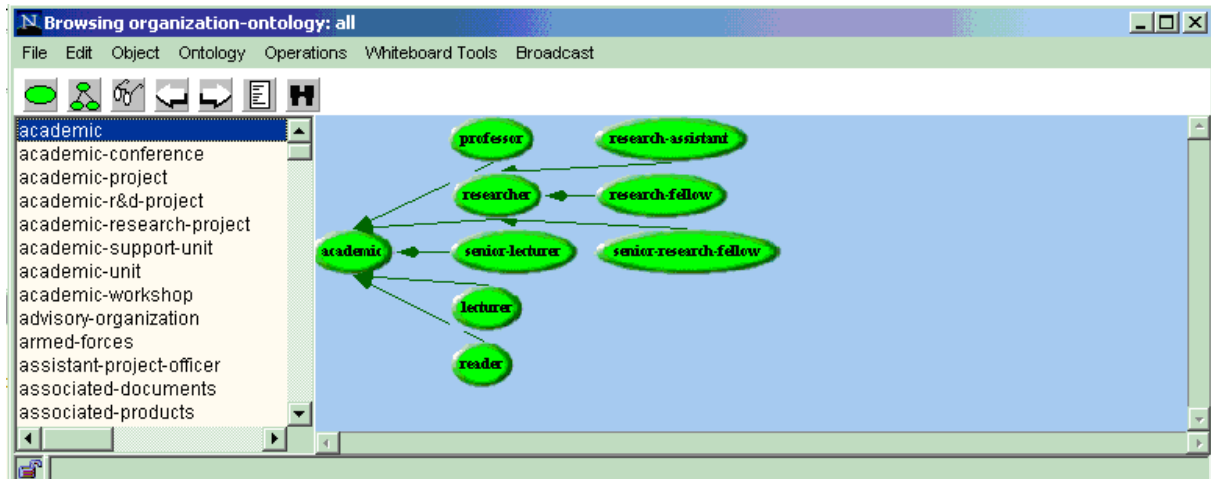 Browsing organization-ontology: all
File Edit Object Ontology Operations Whiteboard Tools Broadcast
academic
academic-conference
academic-project
academic-r&d-project
academic-research-project
academic-support-unit
academic-unit
academic-workshop
advisory-organization
armed-forces
assistant-project-officer
associated-documents
associated-products
professor research-assistant
researcher research-fellow
academic senior-lecturer senior-research-fellow
lecturer
reader